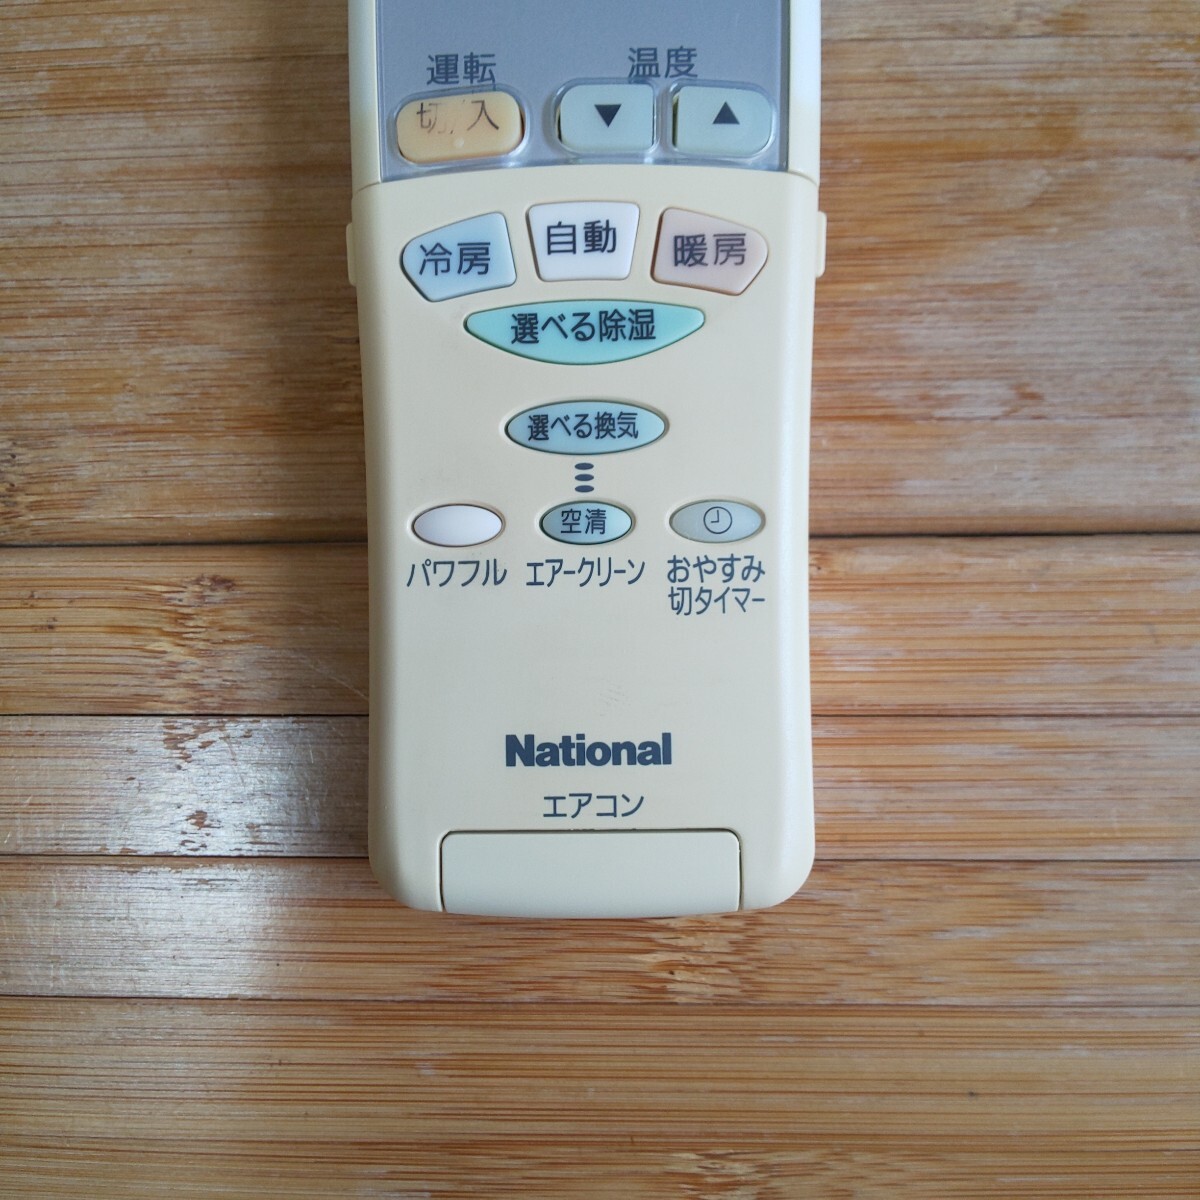 運転 温度
切/入 ▼ ▲
冷房 自動 暖房
選べる除湿
選べる換気
空清
パワフル エアークリーン おやすみ
切タイマー
National
エアコン